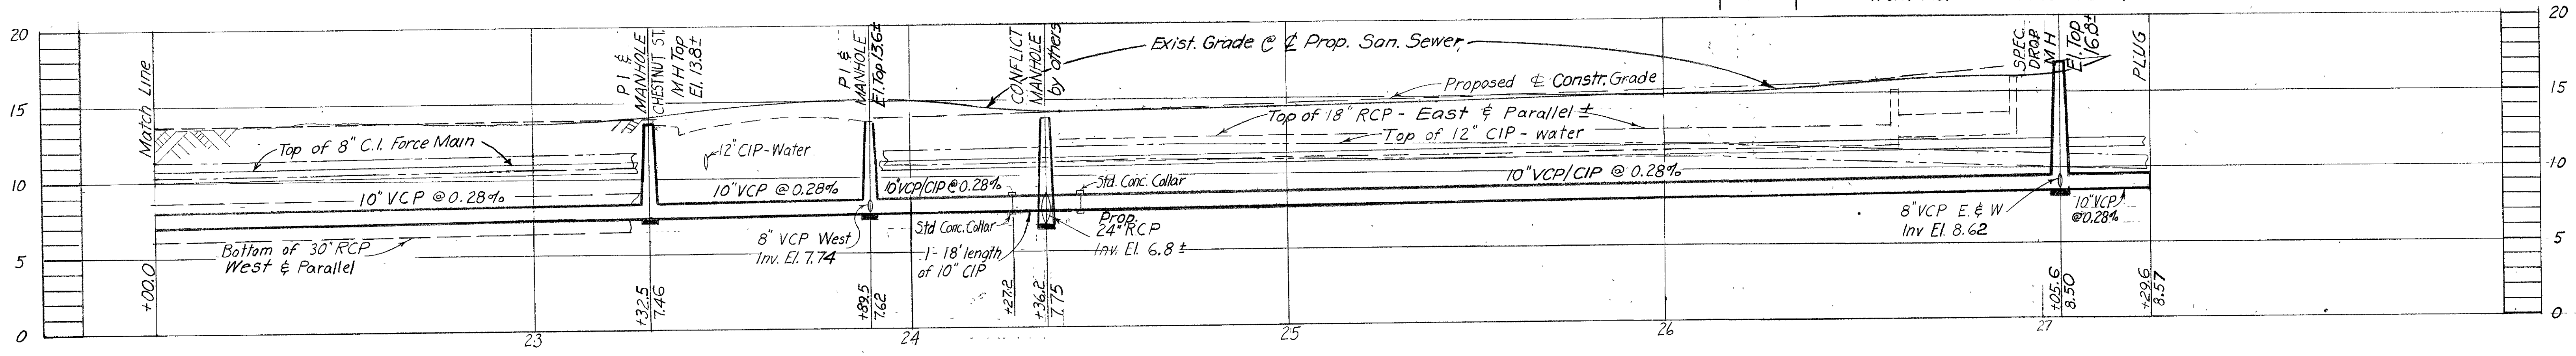 20
15
10
5
0
Match Line
+00.0
Top of 8" C.I. Force Main
10" VCP @ 0.28%
Bottom of 30" RCP
West & Parallel
23
P I &
MANHOLE
CHESTNUT ST.
M H Top
El. 13.8±
+32.5
7.46
12" CIP-Water
10" VCP @ 0.28%
8" VCP West
Inv. El. 7.74
P I &
MANHOLE
El. Top 13.6±
+89.5
7.62
24
10" VCP/CIP @ 0.28%
Std. Conc. Collar
1-18' length
of 10" CIP
+27.2
CONFLICT
MANHOLE
by others
+36.2
7.75
Std. Conc. Collar
Prop.
24" RCP
Inv. El. 6.8 ±
Exist. Grade @ ℄ Prop. San. Sewer
Proposed ℄ Constr. Grade
Top of 18" RCP - East & Parallel ±
Top of 12" CIP - water
10" VCP/CIP @ 0.28%
25
26
27
8" VCP E. & W
Inv El. 8.62
SPEC.
DROP
M H
El. Top
16.8±
+05.6
8.50
10" VCP
@ 0.28%
PLUG
+29.6
8.57
20
15
10
5
0